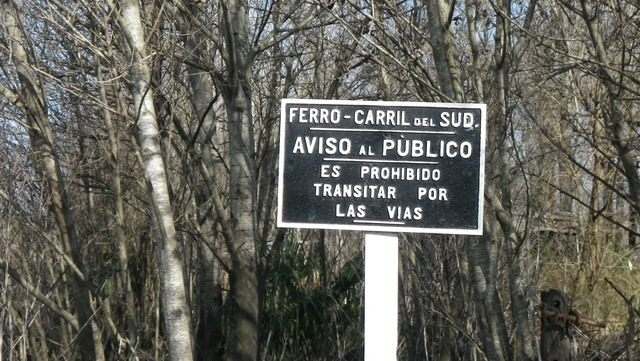 FERRO-CARRIL DEL SUD.
AVISO AL PÙBLICO
ES PROHIBIDO
TRANSITAR POR
LAS VIAS